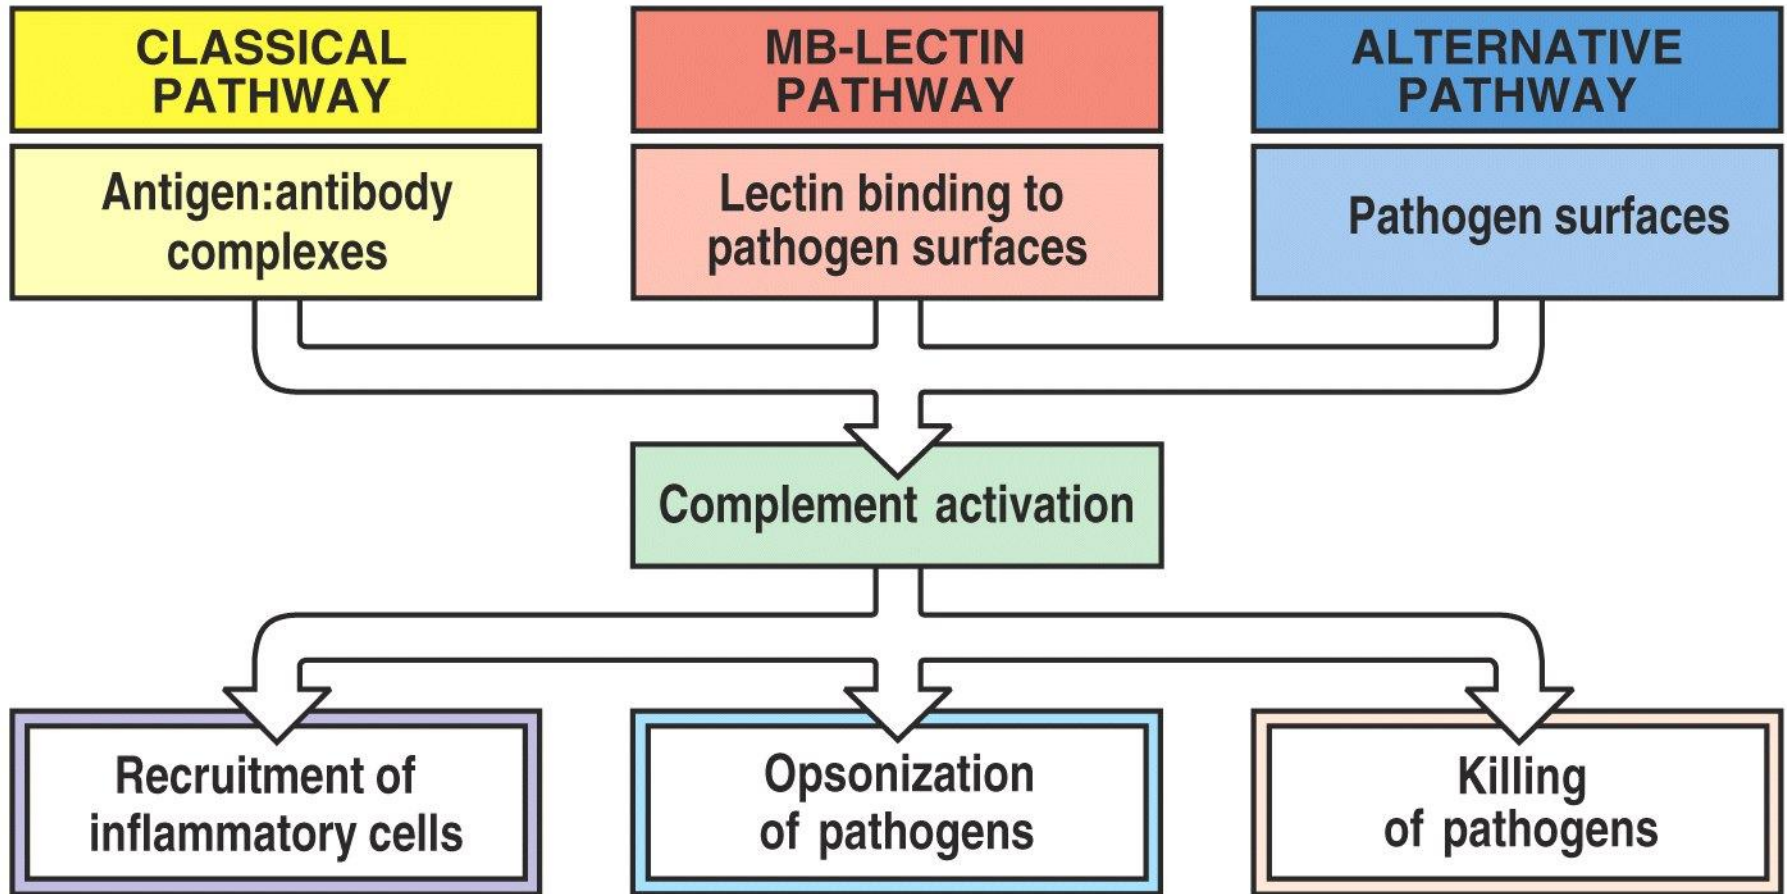 CLASSICAL
PATHWAY
MB-LECTIN
PATHWAY
ALTERNATIVE
PATHWAY
Antigen:antibody
complexes
Lectin binding to
pathogen surfaces
Pathogen surfaces
Complement activation
Recruitment of
inflammatory cells
Opsonization
of pathogens
Killing
of pathogens